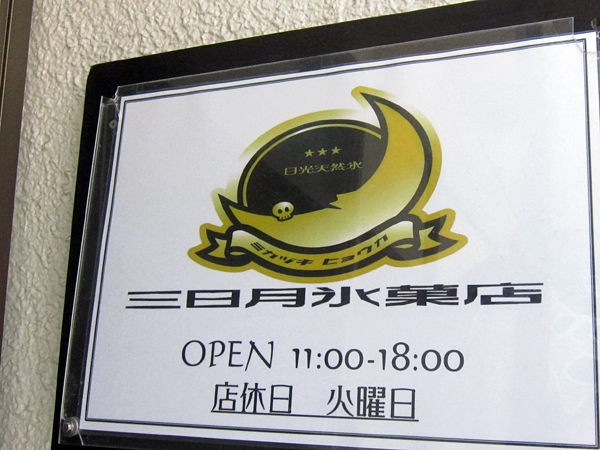 ★★★
日光天然氷
ミカヅキ ヒョウカ
三日月氷菓店
OPEN 11:00-18:00
店休日 火曜日